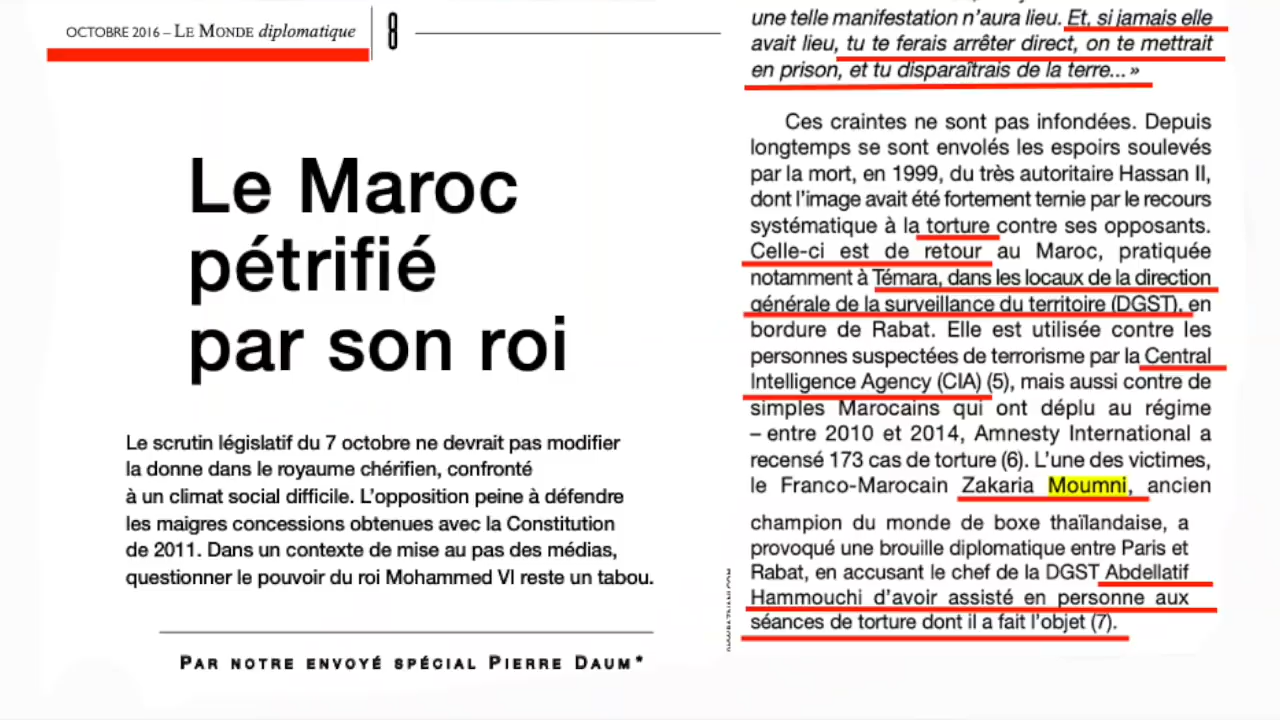 OCTOBRE 2016 – LE MONDE diplomatique
8
Le Maroc
pétrifié
par son roi
Le scrutin législatif du 7 octobre ne devrait pas modifier
la donne dans le royaume chérifien, confronté
à un climat social difficile. L’opposition peine à défendre
les maigres concessions obtenues avec la Constitution
de 2011. Dans un contexte de mise au pas des médias,
questionner le pouvoir du roi Mohammed VI reste un tabou.
PAR NOTRE ENVOYÉ SPÉCIAL PIERRE DAUM*
une telle manifestation n’aura lieu. Et, si jamais elle
avait lieu, tu te ferais arrêter direct, on te mettrait
en prison, et tu disparaîtrais de la terre... »
Ces craintes ne sont pas infondées. Depuis
longtemps se sont envolés les espoirs soulevés
par la mort, en 1999, du très autoritaire Hassan II,
dont l’image avait été fortement ternie par le recours
systématique à la torture contre ses opposants.
Celle-ci est de retour au Maroc, pratiquée
notamment à Témara, dans les locaux de la direction
générale de la surveillance du territoire (DGST), en
bordure de Rabat. Elle est utilisée contre les
personnes suspectées de terrorisme par la Central
Intelligence Agency (CIA) (5), mais aussi contre de
simples Marocains qui ont déplu au régime
– entre 2010 et 2014, Amnesty International a
recensé 173 cas de torture (6). L’une des victimes,
le Franco-Marocain Zakaria Moumni, ancien
champion du monde de boxe thaïlandaise, a
provoqué une brouille diplomatique entre Paris et
Rabat, en accusant le chef de la DGST Abdellatif
Hammouchi d’avoir assisté en personne aux
séances de torture dont il a fait l’objet (7).